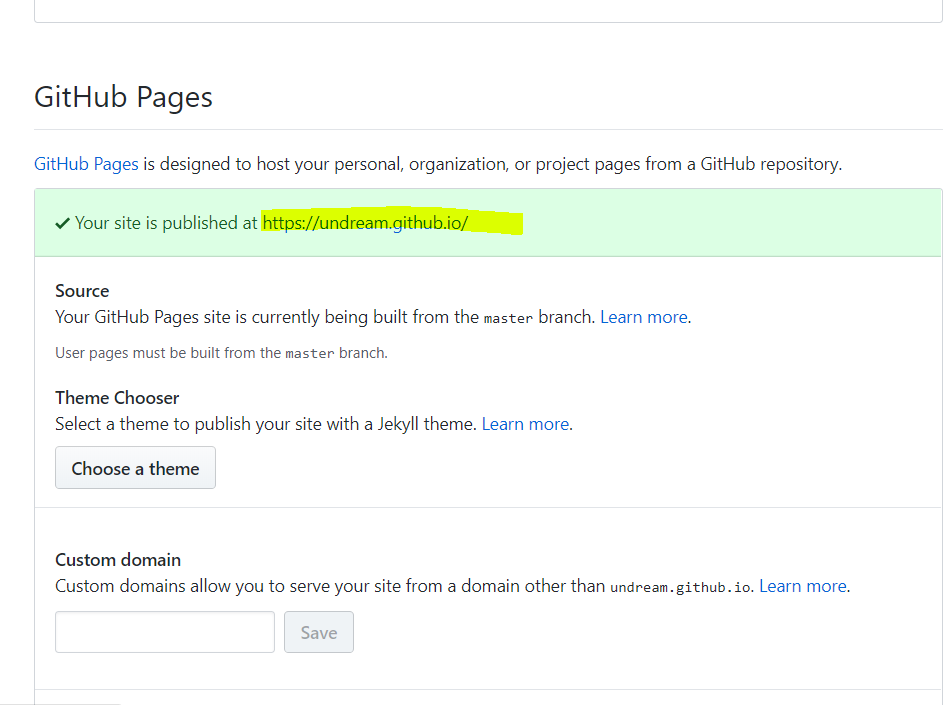 GitHub Pages
GitHub Pages is designed to host your personal, organization, or project pages from a GitHub repository.
Your site is published at https://undream.github.io/
Source
Your GitHub Pages site is currently being built from the master branch. Learn more.
User pages must be built from the master branch.
Theme Chooser
Select a theme to publish your site with a Jekyll theme. Learn more.
Choose a theme
Custom domain
Custom domains allow you to serve your site from a domain other than undream.github.io. Learn more.
Save